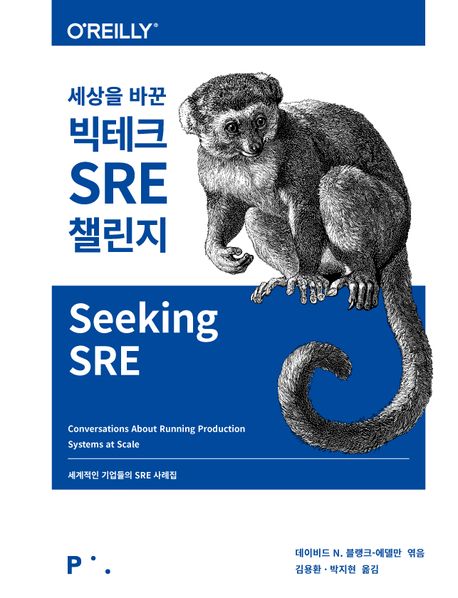 O'REILLY®
세상을 바꾼
빅테크
SRE
챌린지
Seeking
SRE
Conversations About Running Production
Systems at Scale
세계적인 기업들의 SRE 사례집
데이비드 N. 블랭크-에델만 엮음
김용환 · 박지현 옮김
P